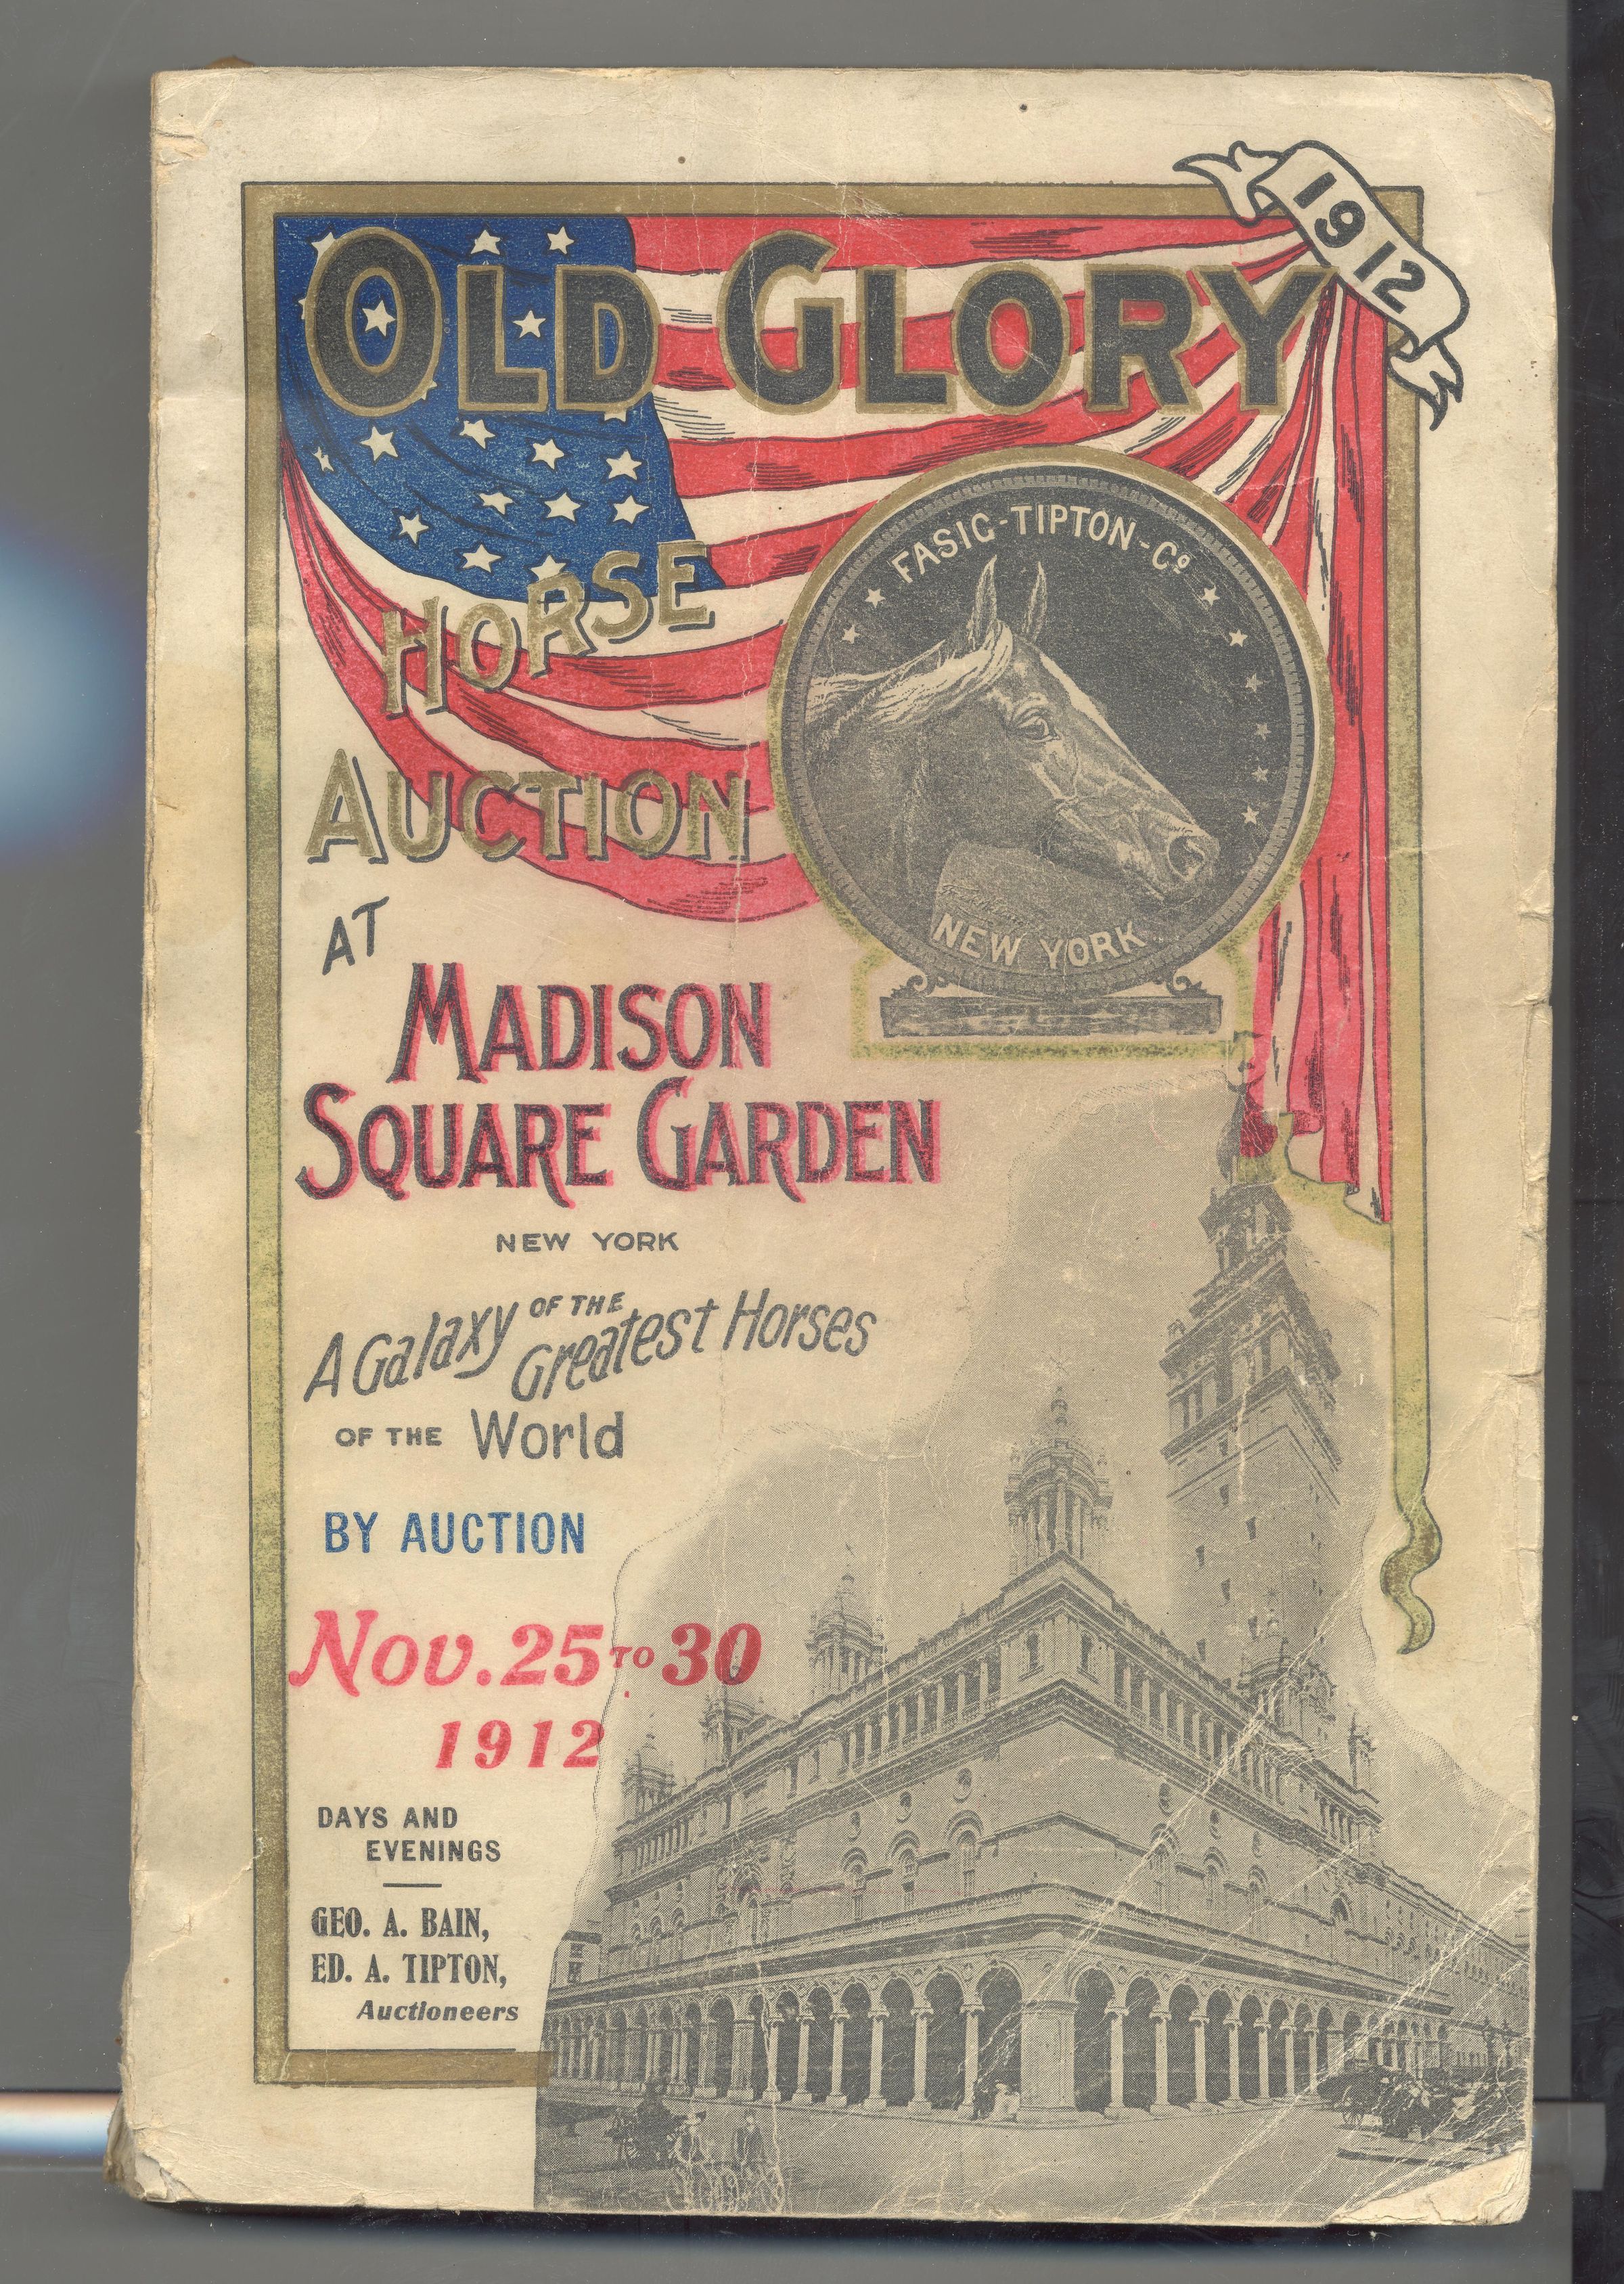 1912
OLD GLORY
FASIG-TIPTON-Co
HORSE
AUCTION
NEW YORK
AT
MADISON
SQUARE GARDEN
NEW YORK
A Galaxy OF THE
Greatest Horses
OF THE World
BY AUCTION
Nov. 25 TO 30
1912
DAYS AND
EVENINGS
GEO. A. BAIN,
ED. A. TIPTON,
Auctioneers